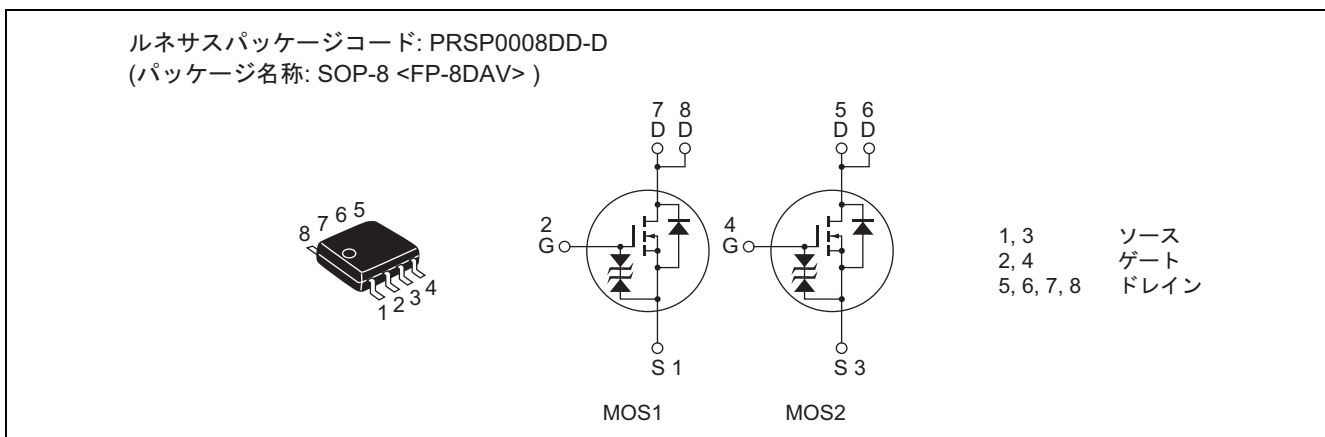 ルネサスパッケージコード: PRSP0008DD-D
(パッケージ名称: SOP-8 <FP-8DAV> )
8 7 6 5
1 2 3 4
7 8
D D
2
G
S 1
MOS1
5 6
D D
4
G
S 3
MOS2
1, 3 ソース
2, 4 ゲート
5, 6, 7, 8 ドレイン